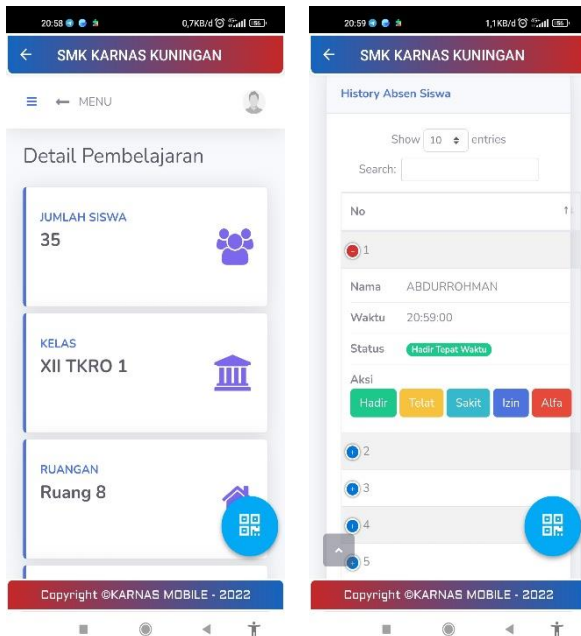 20:58 0,7KB/d
SMK KARNAS KUNINGAN
MENU
Detail Pembelajaran
JUMLAH SISWA
35
KELAS
XII TKRO 1
RUANGAN
Ruang 8
Copyright ©KARNAS MOBILE - 2022
20:59 1,1KB/d
SMK KARNAS KUNINGAN
History Absen Siswa
Show 10 entries
Search:
No
1
Nama ABDURROHMAN
Waktu 20:59:00
Status Hadir Tepat Waktu
Aksi
Hadir Telat Sakit Izin Alfa
2
3
4
5
Copyright ©KARNAS MOBILE - 2022